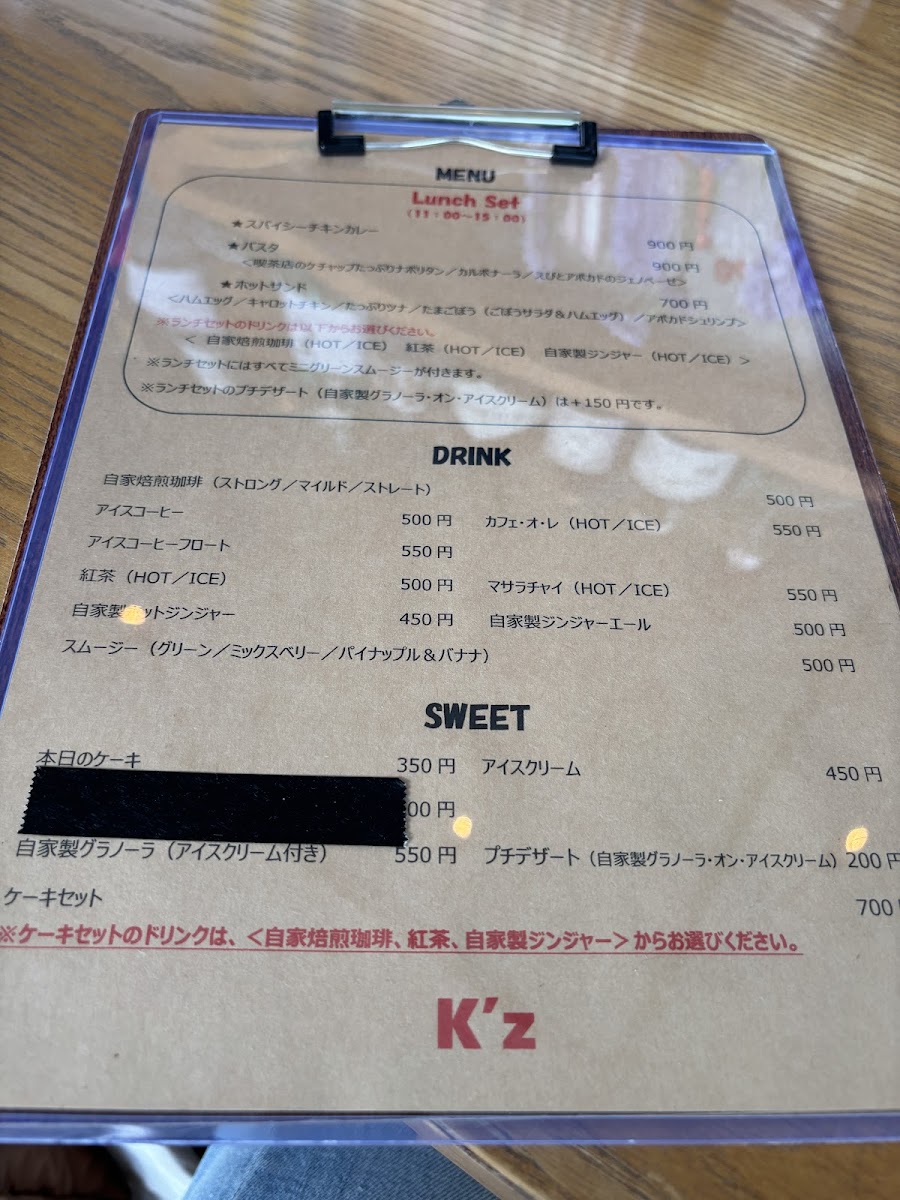 MENU
Lunch Set
(11:00～15:00)
★スパイシーチキンカレー 900円
★パスタ 900円
<喫茶店のケチャップたっぷりナポリタン／カルボナーラ／えびとアボカドのジェノベーゼ>
★ホットサンド 700円
<ハムエッグ／キャロットチキン／たっぷりツナ／たまごぼう（ごぼうサラダ＆ハムエッグ）／アボカドシュリンプ>
※ランチセットのドリンクは以下からお選びください。
< 自家焙煎珈琲（HOT／ICE） 紅茶（HOT／ICE） 自家製ジンジャー（HOT／ICE）>
※ランチセットにはすべてミニグリーンスムージーが付きます。
※ランチセットのプチデザート（自家製グラノーラ・オン・アイスクリーム）は＋150円です。
DRINK
自家焙煎珈琲（ストロング／マイルド／ストレート） 500円
アイスコーヒー 500円 カフェ・オ・レ（HOT／ICE） 550円
アイスコーヒーフロート 550円
紅茶（HOT／ICE） 500円 マサラチャイ（HOT／ICE） 550円
自家製ホットジンジャー 450円 自家製ジンジャーエール 500円
スムージー（グリーン／ミックスベリー／パイナップル＆バナナ） 500円
SWEET
本日のケーキ 350円 アイスクリーム 450円
00円
自家製グラノーラ（アイスクリーム付き） 550円 プチデザート（自家製グラノーラ・オン・アイスクリーム）200円
ケーキセット 700
※ケーキセットのドリンクは、<自家焙煎珈琲、紅茶、自家製ジンジャー>からお選びください。
K'z